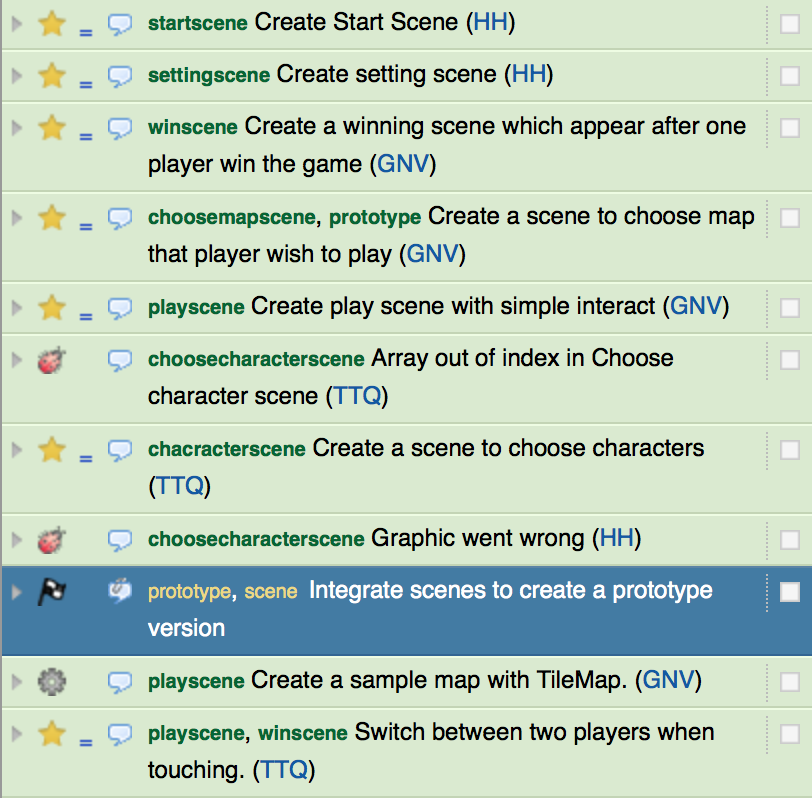 startscene Create Start Scene (HH)
settingscene Create setting scene (HH)
winscene Create a winning scene which appear after one
player win the game (GNV)
choosemapscene, prototype Create a scene to choose map
that player wish to play (GNV)
playscene Create play scene with simple interact (GNV)
choosecharacterscene Array out of index in Choose
character scene (TTQ)
chacracterscene Create a scene to choose characters
(TTQ)
choosecharacterscene Graphic went wrong (HH)
prototype, scene Integrate scenes to create a prototype
version
playscene Create a sample map with TileMap. (GNV)
playscene, winscene Switch between two players when
touching. (TTQ)